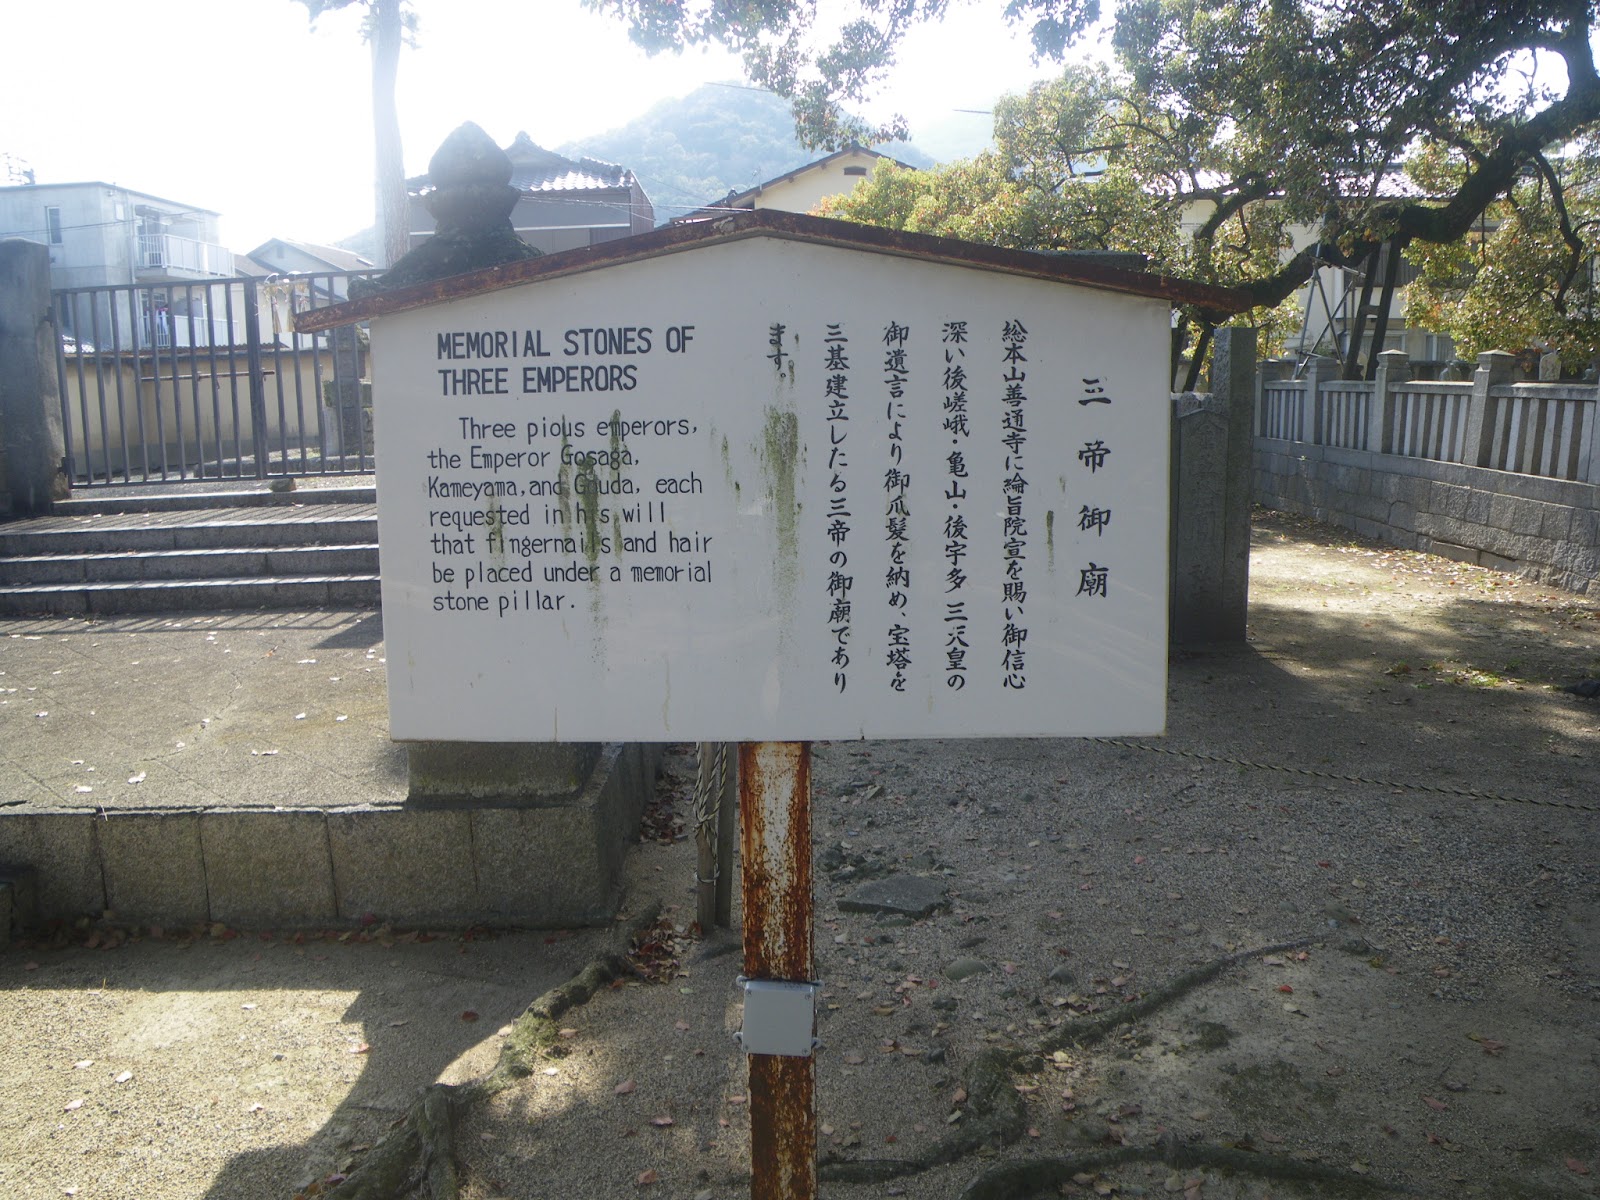 MEMORIAL STONES OF
THREE EMPERORS
Three pious emperors,
the Emperor Gosaga,
Kameyama, and Gouda, each
requested in his will
that fingernails and hair
be placed under a memorial
stone pillar.
三帝御廟
総本山善通寺に綸旨院宣を賜い御信心
深い後嵯峨・亀山・後宇多三天皇の
御遺言により御爪髪を納め、宝塔を
三基建立したる三帝の御廟であり
ます。